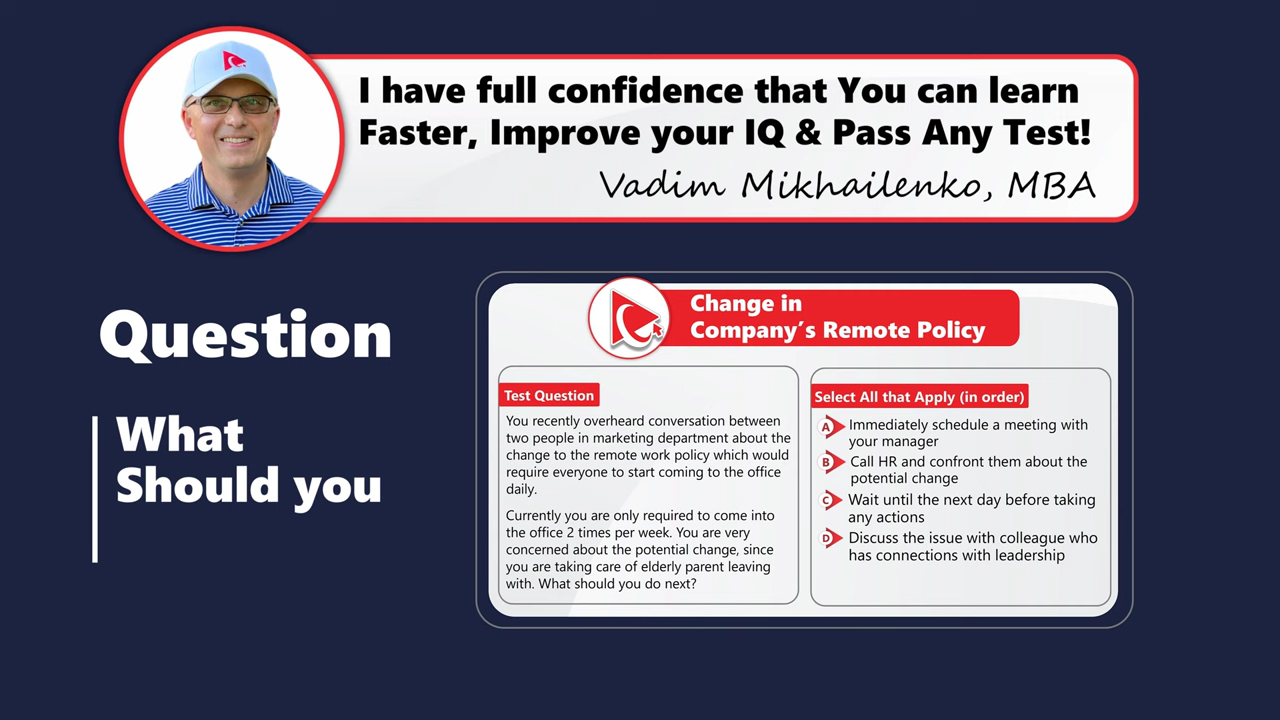 I have full confidence that You can learn
Faster, Improve your IQ & Pass Any Test!
Vadim Mikhailenko, MBA
Question
What
Should you
Change in
Company's Remote Policy
Test Question
You recently overheard conversation between
two people in marketing department about the
change to the remote work policy which would
require everyone to start coming to the office
daily.
Currently you are only required to come into
the office 2 times per week. You are very
concerned about the potential change, since
you are taking care of elderly parent leaving
with. What should you do next?
Select All that Apply (in order)
A Immediately schedule a meeting with
your manager
B Call HR and confront them about the
potential change
C Wait until the next day before taking
any actions
D Discuss the issue with colleague who
has connections with leadership